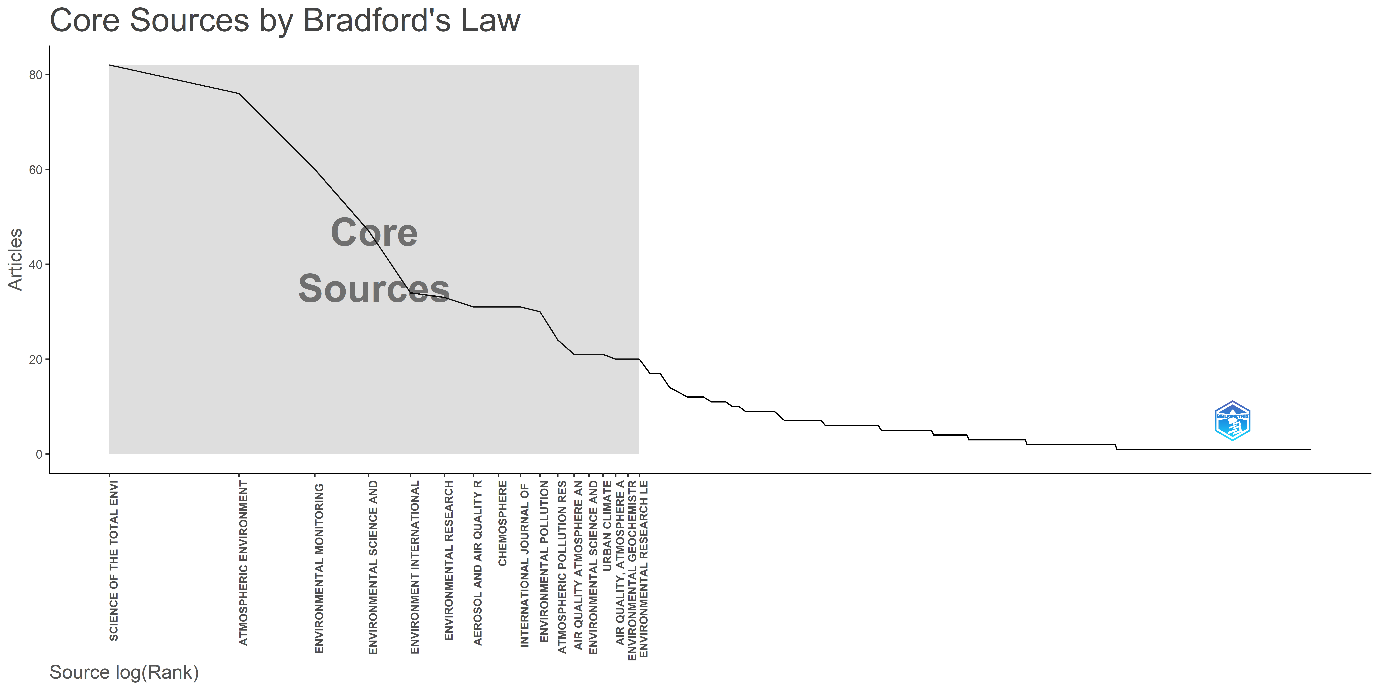 Core Sources by Bradford's Law
Articles
80
60
40
20
0
Core
Sources
SCIENCE OF THE TOTAL ENVI
ATMOSPHERIC ENVIRONMENT
ENVIRONMENTAL MONITORING
ENVIRONMENTAL SCIENCE AND
ENVIRONMENT INTERNATIONAL
ENVIRONMENTAL RESEARCH
AEROSOL AND AIR QUALITY R
CHEMOSPHERE
INTERNATIONAL JOURNAL OF
ENVIRONMENTAL POLLUTION
ATMOSPHERIC POLLUTION RES
AIR QUALITY ATMOSPHERE AN
ENVIRONMENTAL SCIENCE AND
URBAN CLIMATE
AIR QUALITY, ATMOSPHERE A
ENVIRONMENTAL GEOCHEMISTR
ENVIRONMENTAL RESEARCH LE
Source log(Rank)